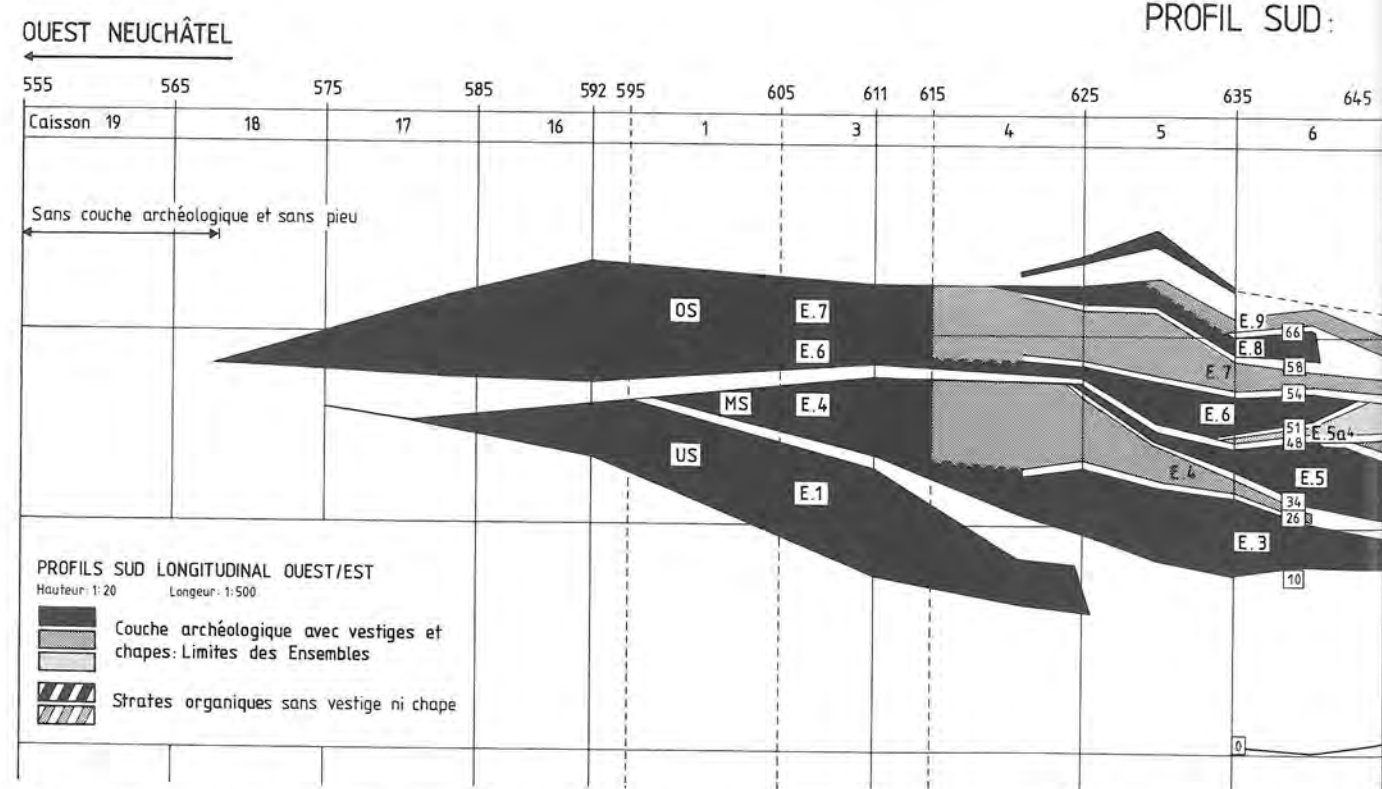 PROFIL SUD:
OUEST NEUCHÂTEL
555 565 575 585 592 595 605 611 615 625 635 645
Caisson 19 18 17 16 1 3 4 5 6
Sans couche archéologique et sans pieu
OS E.7
E.6
MS E.4
US
E.1
E.9
66
E.8
58
E.7
54
E.6
51
E.5a4
48
E.4
E.5
34
26
E.3
10
0
PROFILS SUD LONGITUDINAL OUEST/EST
Hauteur: 1:20 Longeur: 1:500
Couche archéologique avec vestiges et
chapes: Limites des Ensembles
Strates organiques sans vestige ni chape